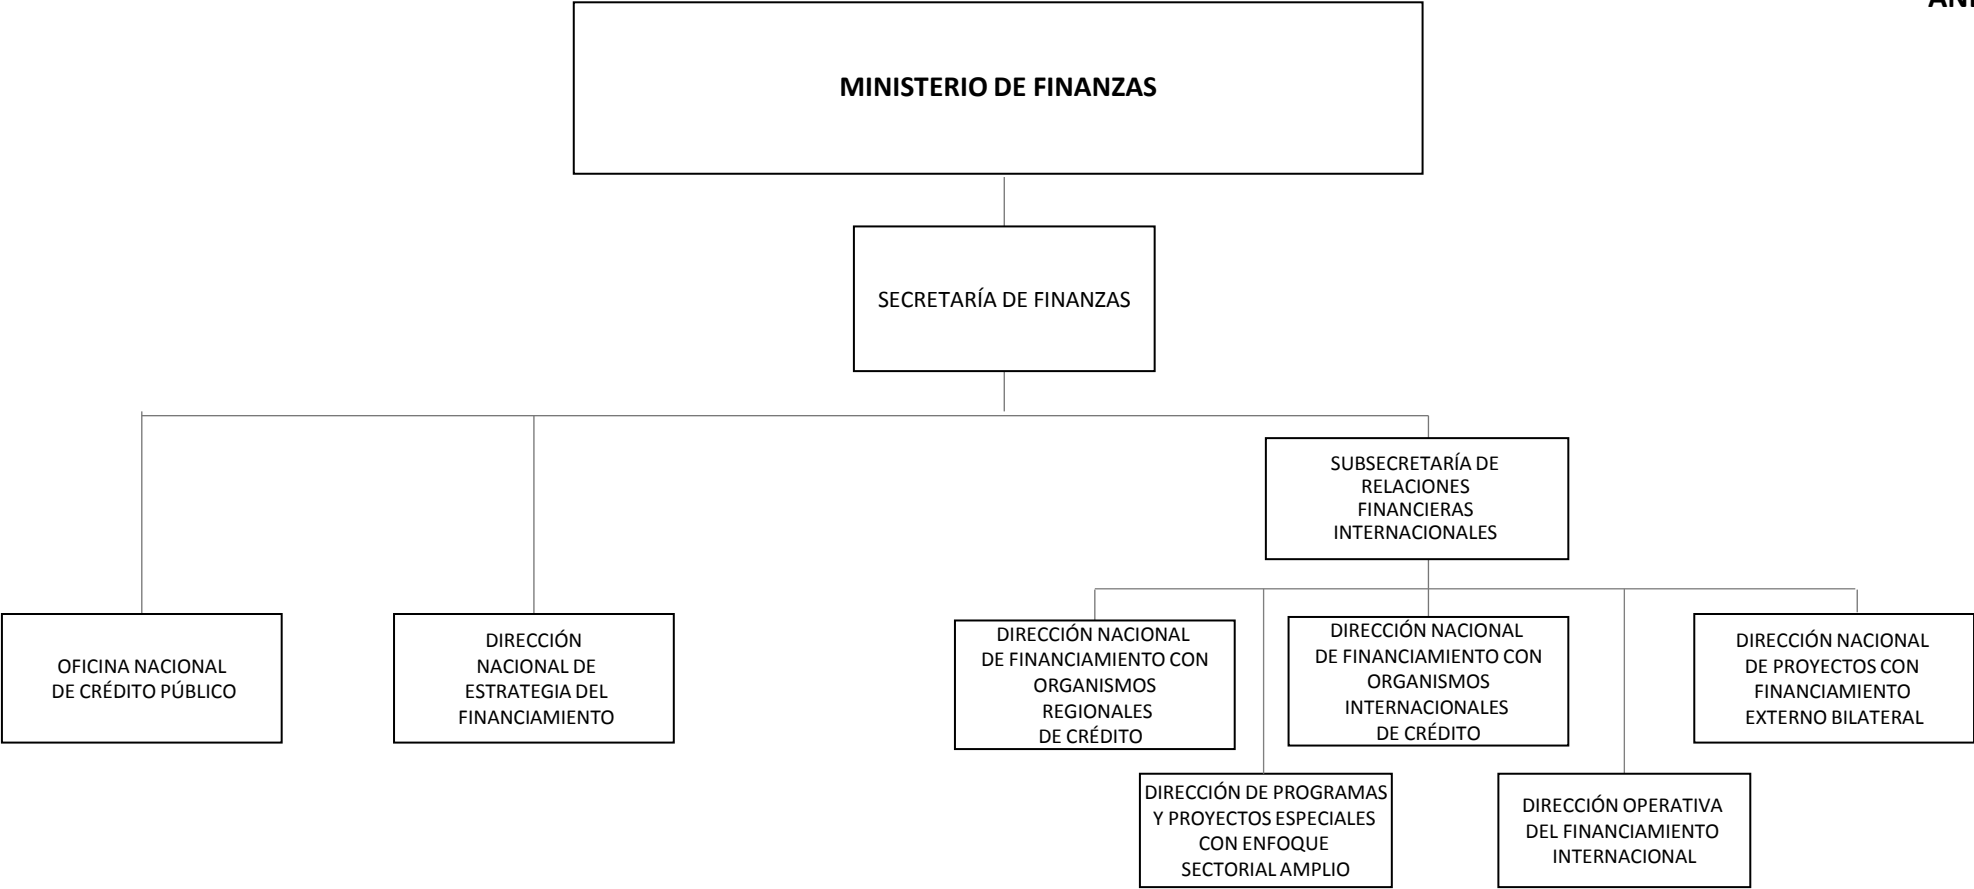 MINISTERIO DE FINANZAS
SECRETARÍA DE FINANZAS
SUBSECRETARÍA DE
RELACIONES
FINANCIERAS
INTERNACIONALES
OFICINA NACIONAL
DE CRÉDITO PÚBLICO
DIRECCIÓN
NACIONAL DE
ESTRATEGIA DEL
FINANCIAMIENTO
DIRECCIÓN NACIONAL
DE FINANCIAMIENTO CON
ORGANISMOS
REGIONALES
DE CRÉDITO
DIRECCIÓN NACIONAL
DE FINANCIAMIENTO CON
ORGANISMOS
INTERNACIONALES
DE CRÉDITO
DIRECCIÓN NACIONAL
DE PROYECTOS CON
FINANCIAMIENTO
EXTERNO BILATERAL
DIRECCIÓN DE PROGRAMAS
Y PROYECTOS ESPECIALES
CON ENFOQUE
SECTORIAL AMPLIO
DIRECCIÓN OPERATIVA
DEL FINANCIAMIENTO
INTERNACIONAL